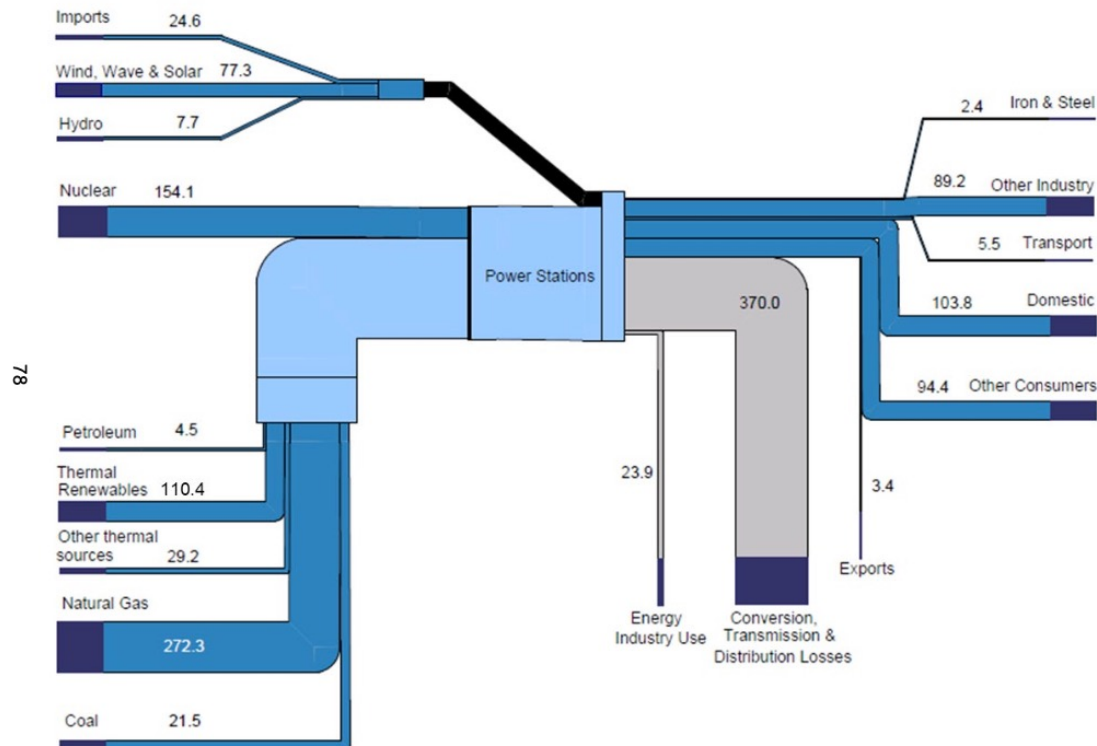 Imports 24.6
Wind, Wave & Solar 77.3
Hydro 7.7
Nuclear 154.1
Petroleum 4.5
Thermal
Renewables 110.4
Other thermal
sources 29.2
Natural Gas
272.3
Coal 21.5
78
Power Stations
2.4 Iron & Steel
89.2 Other Industry
5.5 Transport
103.8 Domestic
94.4 Other Consumers
370.0
23.9
3.4
Exports
Energy
Industry Use
Conversion,
Transmission &
Distribution Losses